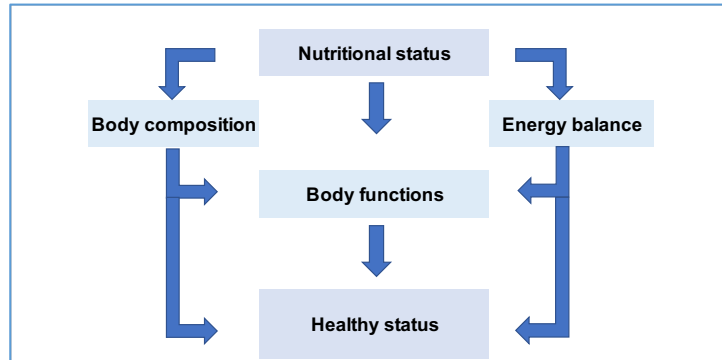 Nutritional status
Body composition
Energy balance
Body functions
Healthy status